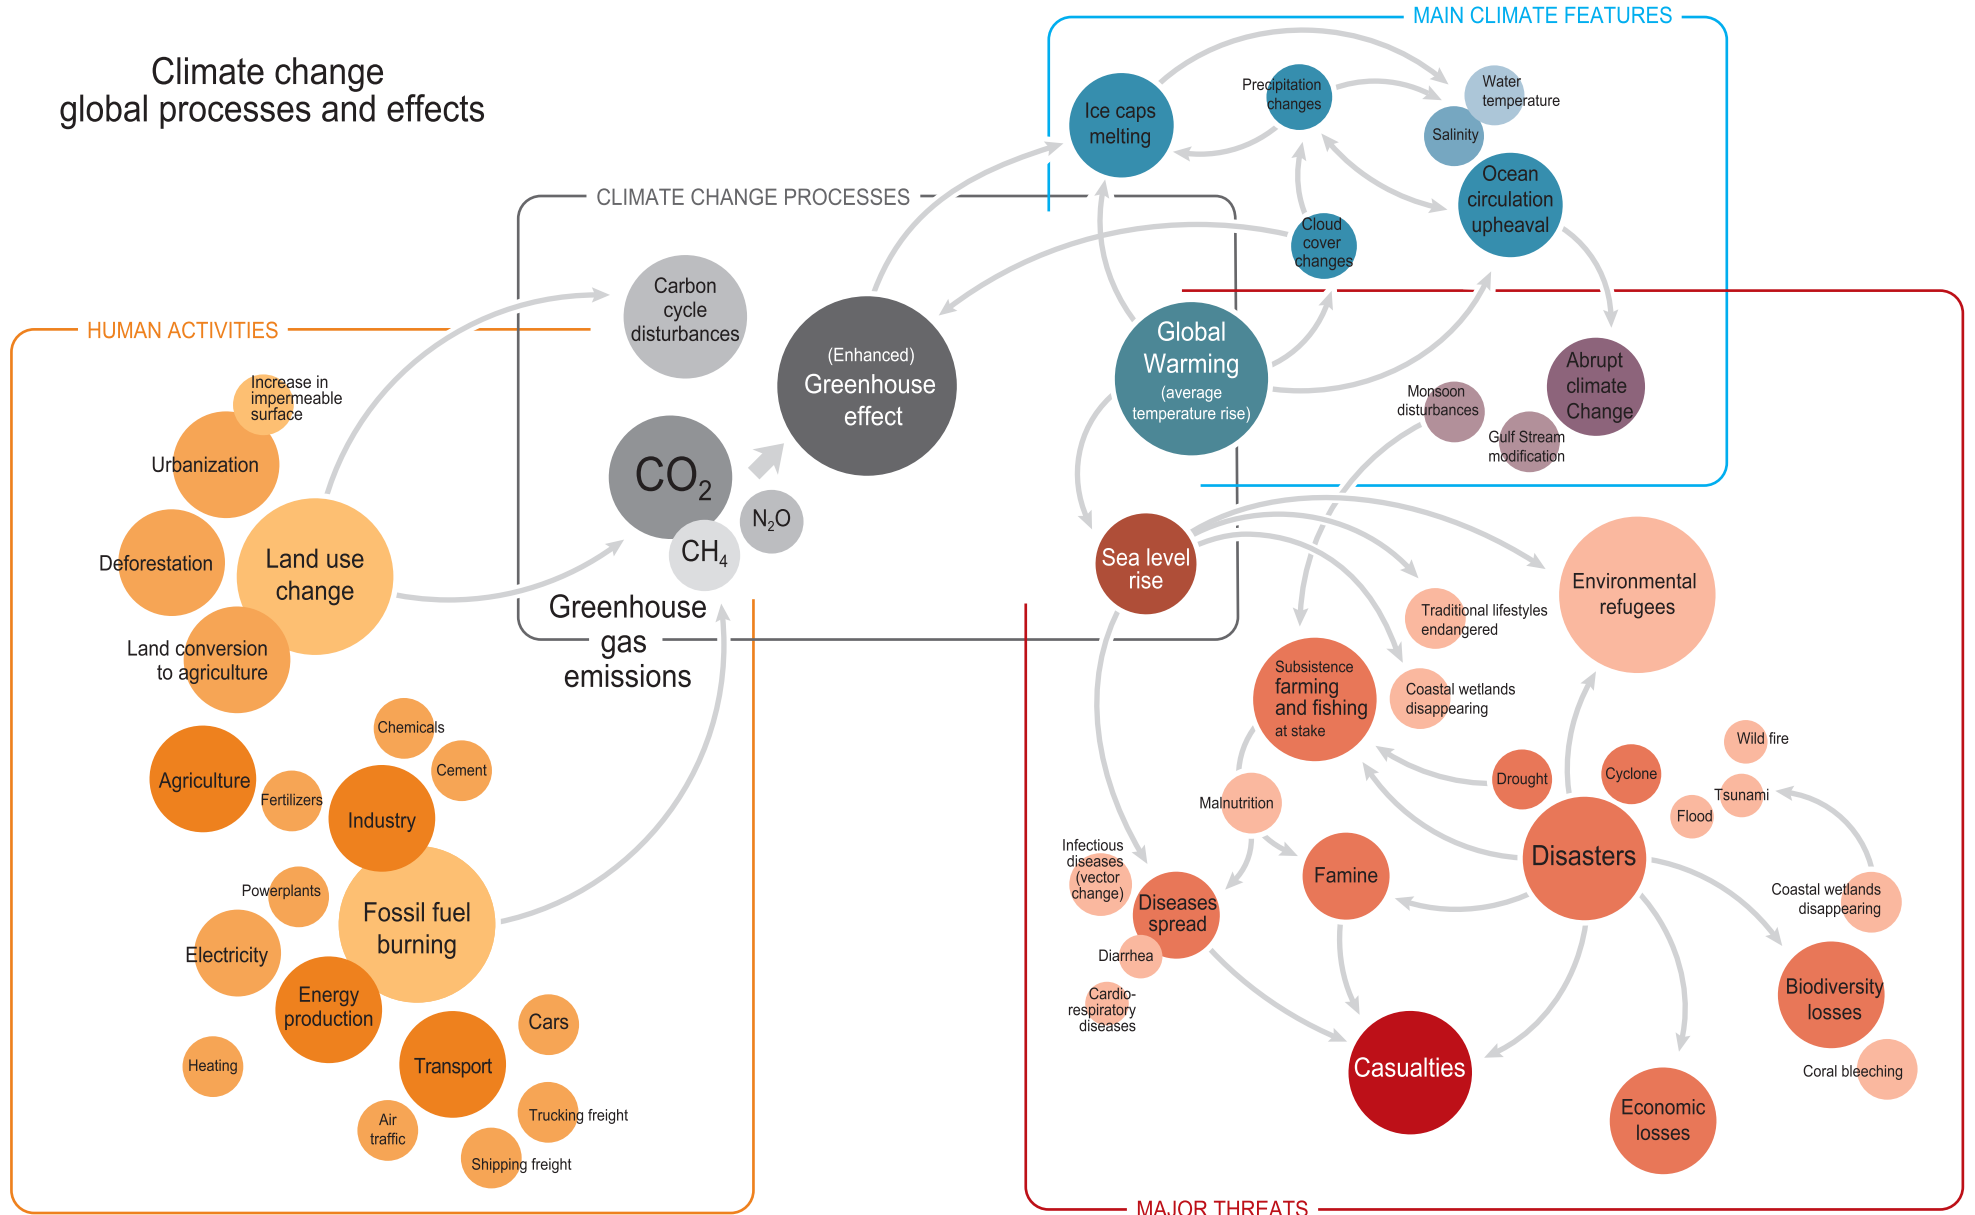 Climate change
global processes and effects
MAIN CLIMATE FEATURES
Ice caps
melting
Precipitation
changes
Water
temperature
Salinity
Ocean
circulation
upheaval
Cloud
cover
changes
CLIMATE CHANGE PROCESSES
Carbon
cycle
disturbances
(Enhanced)
Greenhouse
effect
Global
Warming
(average
temperature rise)
Abrupt
climate
Change
Monsoon
disturbances
Gulf Stream
modification
CO2
CH4
N2O
Greenhouse
gas
emissions
HUMAN ACTIVITIES
Increase in
impermeable
surface
Urbanization
Deforestation
Land use
change
Land conversion
to agriculture
Chemicals
Cement
Agriculture
Fertilizers
Industry
Powerplants
Fossil fuel
burning
Electricity
Energy
production
Heating
Transport
Cars
Air
traffic
Trucking freight
Shipping freight
Sea level
rise
Environmental
refugees
Traditional lifestyles
endangered
Subsistence
farming
and fishing
at stake
Coastal wetlands
disappearing
Wild fire
Drought
Cyclone
Tsunami
Flood
Malnutrition
Disasters
Infectious
diseases
(vector
change)
Diseases
spread
Famine
Diarrhea
Cardio-
respiratory
diseases
Coastal wetlands
disappearing
Biodiversity
losses
Coral bleeching
Casualties
Economic
losses
MAJOR THREATS